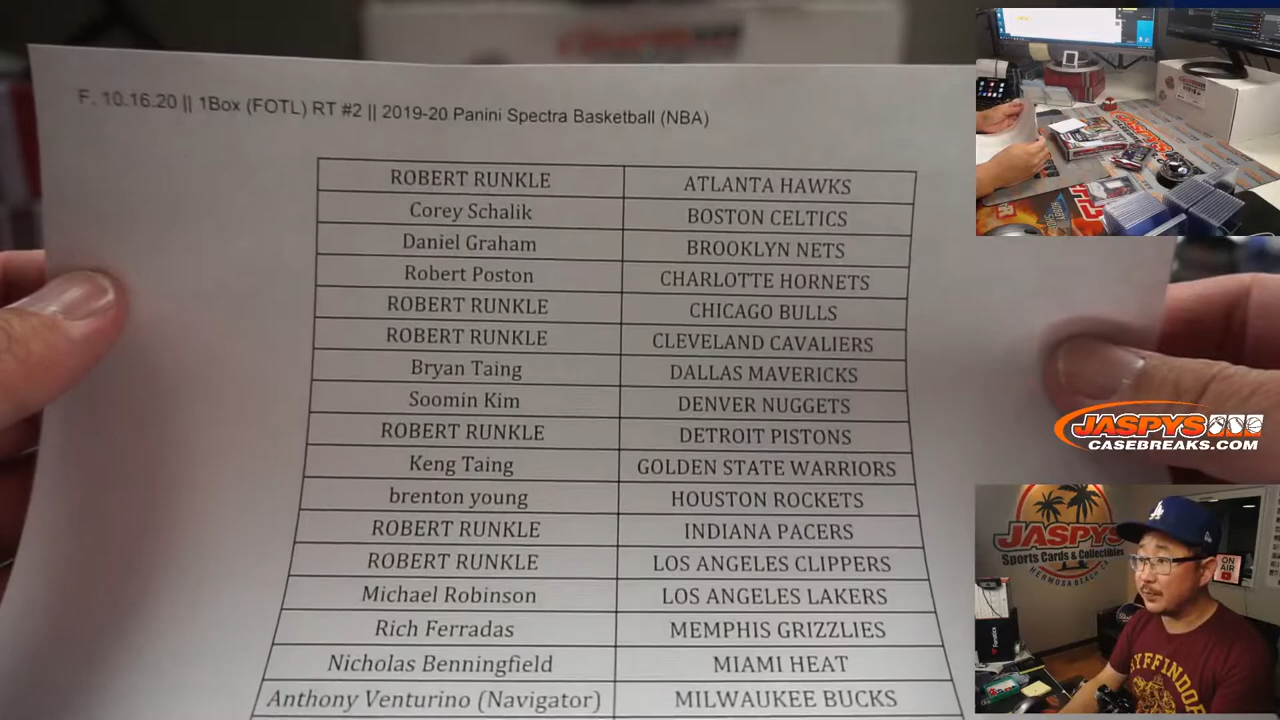 F. 10.16.20 || 1Box (FOTL) RT #2 || 2019-20 Panini Spectra Basketball (NBA)
ROBERT RUNKLE ATLANTA HAWKS
Corey Schalik BOSTON CELTICS
Daniel Graham BROOKLYN NETS
Robert Poston CHARLOTTE HORNETS
ROBERT RUNKLE CHICAGO BULLS
ROBERT RUNKLE CLEVELAND CAVALIERS
Bryan Taing DALLAS MAVERICKS
Soomin Kim DENVER NUGGETS
ROBERT RUNKLE DETROIT PISTONS
Keng Taing GOLDEN STATE WARRIORS
brenton young HOUSTON ROCKETS
ROBERT RUNKLE INDIANA PACERS
ROBERT RUNKLE LOS ANGELES CLIPPERS
Michael Robinson LOS ANGELES LAKERS
Rich Ferradas MEMPHIS GRIZZLIES
Nicholas Benningfield MIAMI HEAT
Anthony Venturino (Navigator) MILWAUKEE BUCKS
JASPYS
CASEBREAKS.COM
JASPYS
Sports Cards & Collectibles
HERMOSA BEACH
ON AIR
LA
GRYFFINDOR